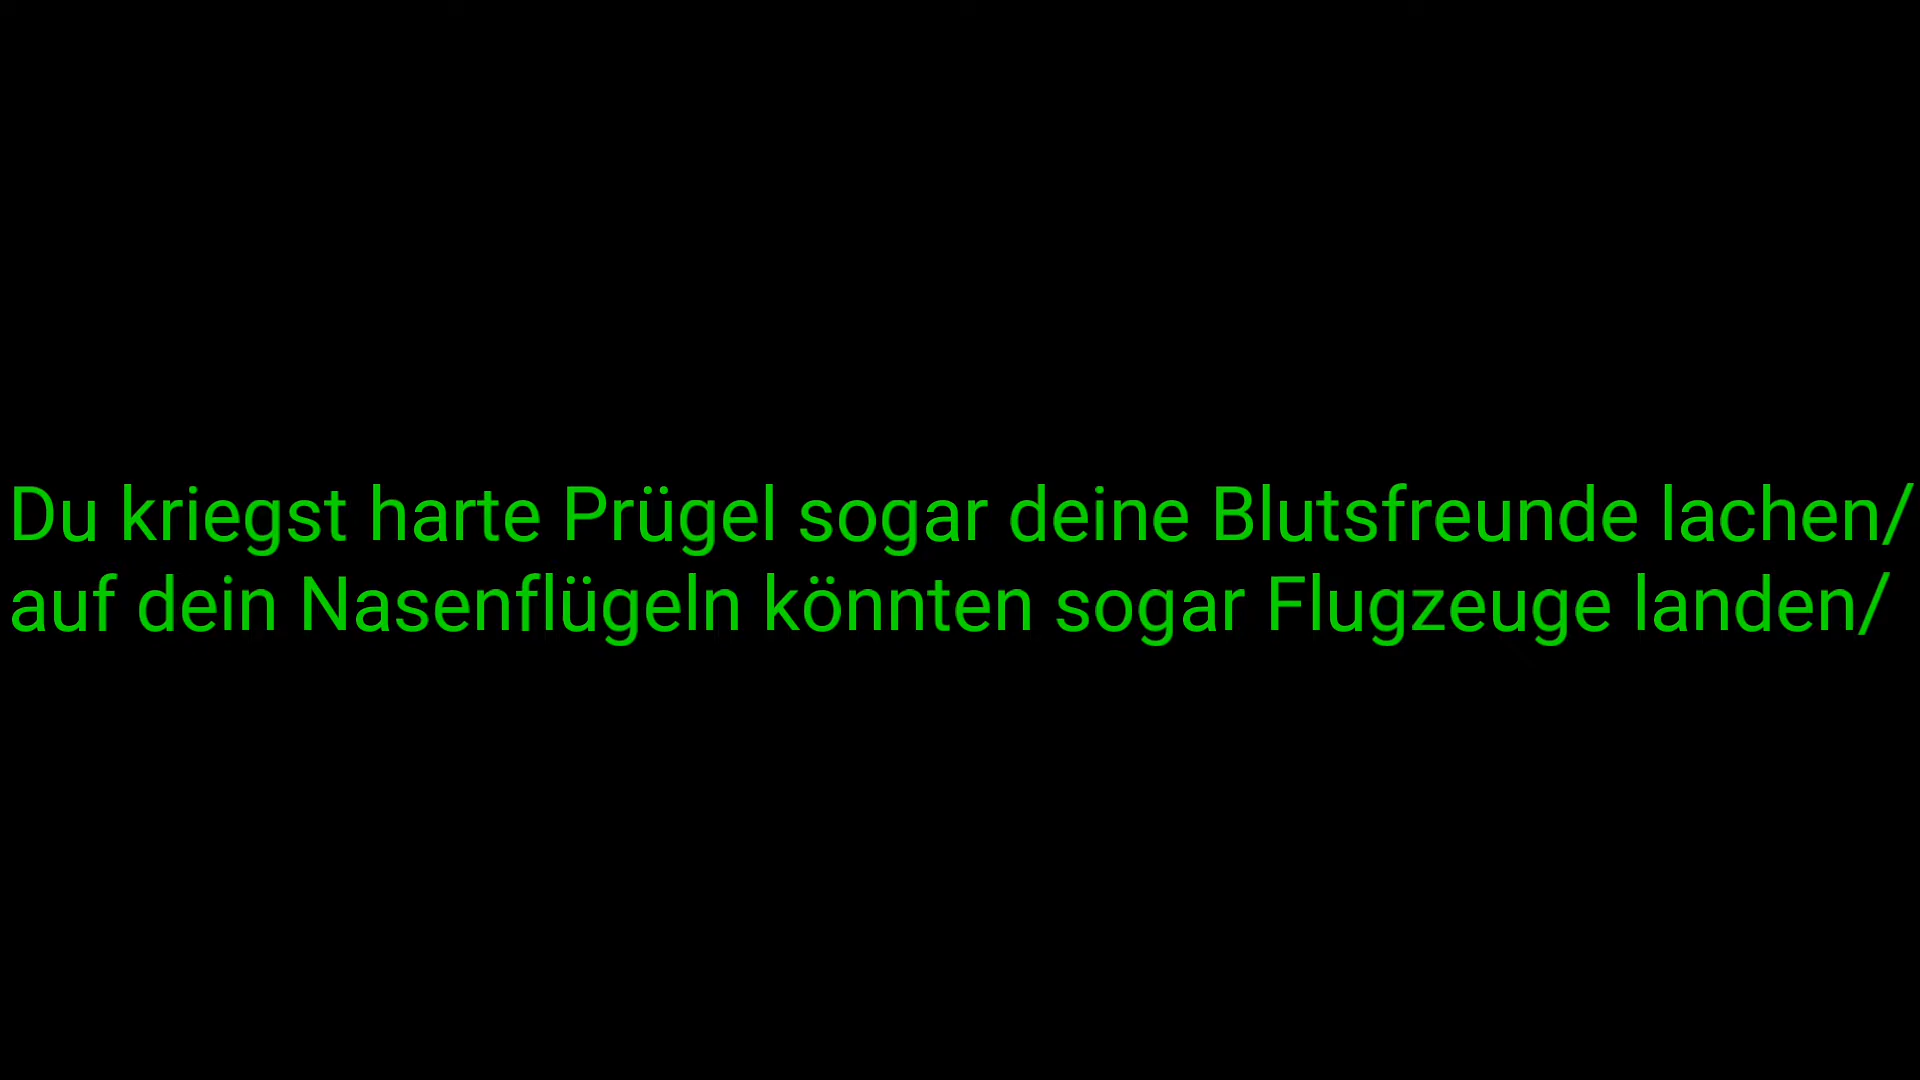 Du kriegst harte Prügel sogar deine Blutsfreunde lachen/
auf dein Nasenflügeln könnten sogar Flugzeuge landen/